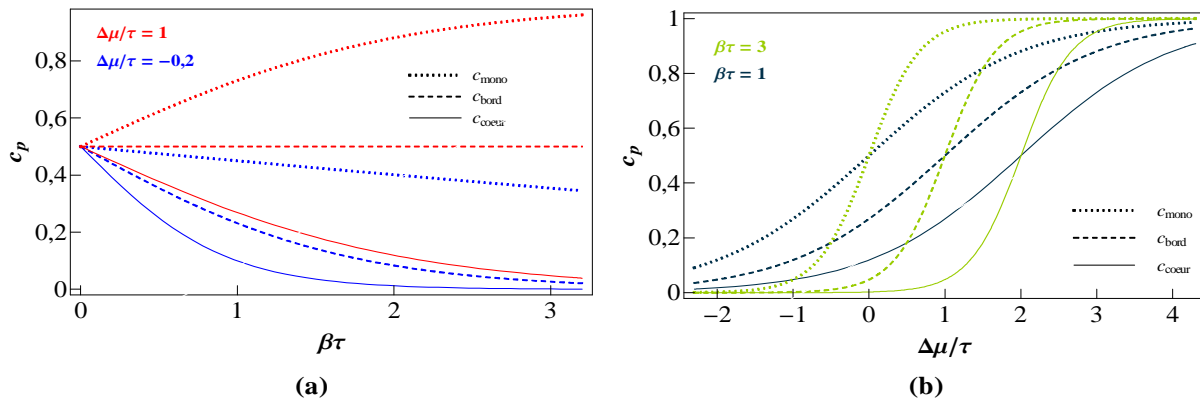 Δμ/τ = 1
Δμ/τ = −0,2
c_mono
c_bord
c_coeur
0,8
0,6
0,4
0,2
0
c_p
0
1
2
3
βτ
(a)
βτ = 3
βτ = 1
1
0,8
0,6
0,4
0,2
0
c_p
c_mono
c_bord
c_coeur
−2
−1
0
1
2
3
4
Δμ/τ
(b)